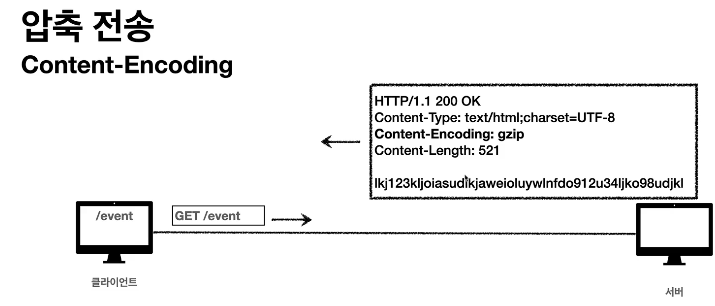 압축 전송
Content-Encoding
HTTP/1.1 200 OK
Content-Type: text/html;charset=UTF-8
Content-Encoding: gzip
Content-Length: 521
lkj123kljoiasudlkjaweioluywlnfdo912u34ljko98udjkl
/event
GET /event
클라이언트
서버